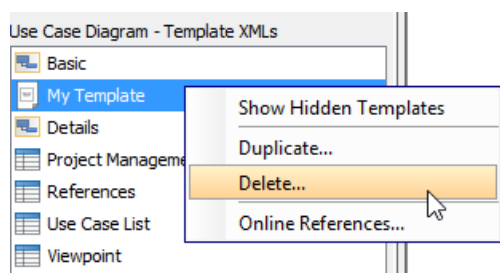 Use Case Diagram - Template XMLs
Basic
My Template
Details
Project Manageme
References
Use Case List
Viewpoint
Show Hidden Templates
Duplicate...
Delete...
Online References...